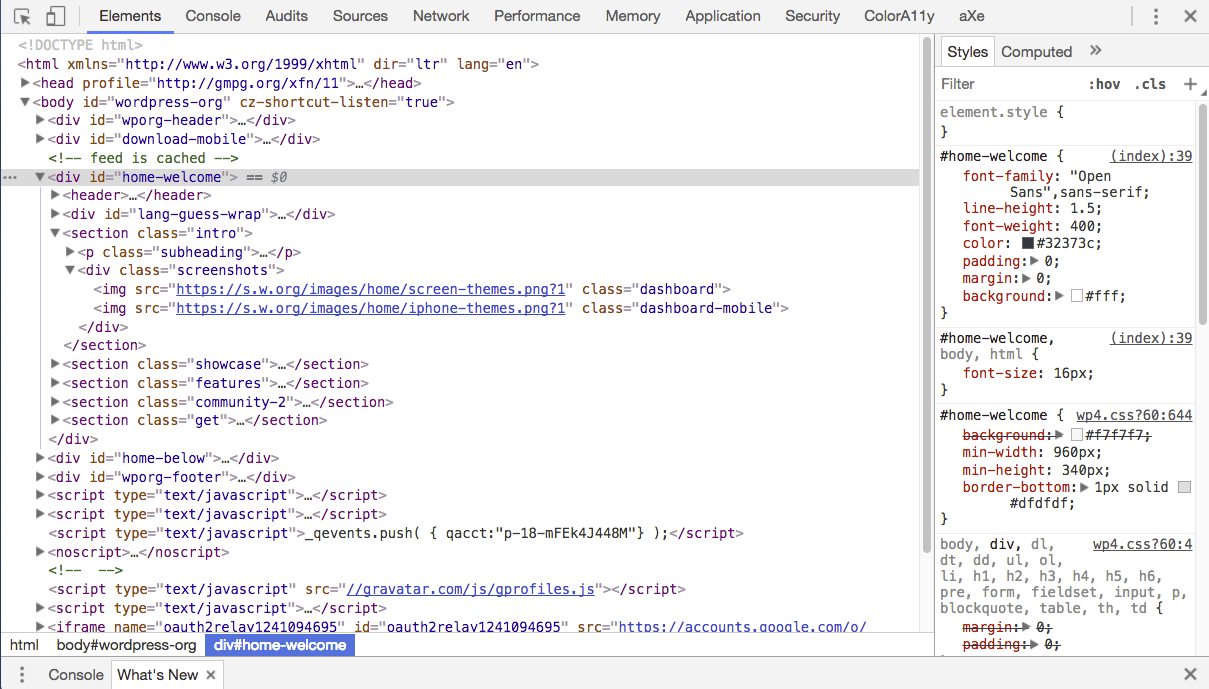 Elements Console Audits Sources Network Performance Memory Application Security ColorA11y aXe
<!DOCTYPE html>
<html xmlns="http://www.w3.org/1999/xhtml" dir="ltr" lang="en">
<head profile="http://gmpg.org/xfn/11">…</head>
<body id="wordpress-org" cz-shortcut-listen="true">
<div id="wporg-header">…</div>
<div id="download-mobile">…</div>
<!-- feed is cached -->
<div id="home-welcome"> == $0
<header>…</header>
<div id="lang-guess-wrap">…</div>
<section class="intro">
<p class="subheading">…</p>
<div class="screenshots">
<img src="https://s.w.org/images/home/screen-themes.png?1" class="dashboard">
<img src="https://s.w.org/images/home/iphone-themes.png?1" class="dashboard-mobile">
</div>
</section>
<section class="showcase">…</section>
<section class="features">…</section>
<section class="community-2">…</section>
<section class="get">…</section>
</div>
<div id="home-below">…</div>
<div id="wporg-footer">…</div>
<script type="text/javascript">…</script>
<script type="text/javascript">…</script>
<script type="text/javascript">_qevents.push( { qacct:"p-18-mFEk4J448M"} );</script>
<noscript>…</noscript>
<!--  -->
<script type="text/javascript" src="//gravatar.com/js/gprofiles.js"></script>
<script type="text/javascript">…</script>
<iframe name="oauth2relay1241094695" id="oauth2relay1241094695" src="https://accounts.google.com/o/
html body#wordpress-org div#home-welcome
Console What's New
Styles Computed
Filter :hov .cls
element.style {
}
#home-welcome { (index):39
font-family: "Open
Sans",sans-serif;
line-height: 1.5;
font-weight: 400;
color: #32373c;
padding: 0;
margin: 0;
background: #fff;
}
#home-welcome, (index):39
body, html {
font-size: 16px;
}
#home-welcome { wp4.css?60:644
background: #f7f7f7;
min-width: 960px;
min-height: 340px;
border-bottom: 1px solid
#dfdfdf;
}
body, div, dl, wp4.css?60:4
dt, dd, ul, ol,
li, h1, h2, h3, h4, h5, h6,
pre, form, fieldset, input, p,
blockquote, table, th, td {
margin: 0;
padding: 0;